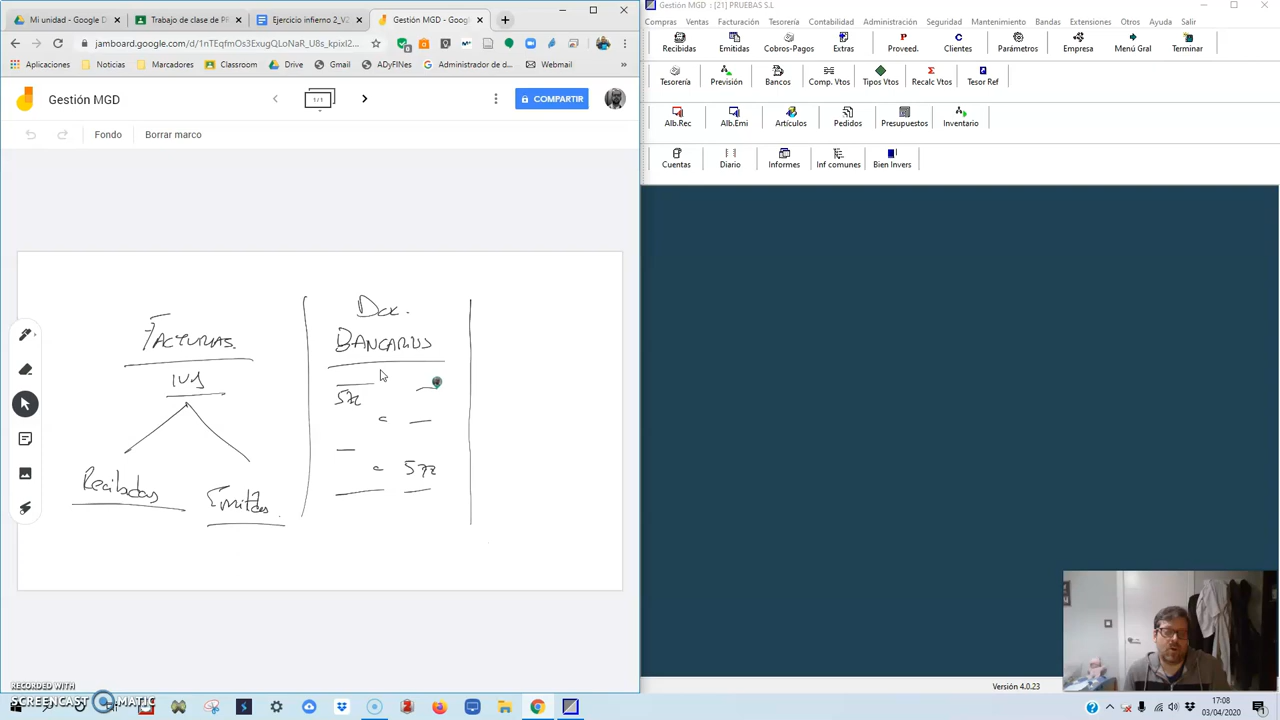 Mi unidad - Google D
Trabajo de clase de PR
Ejercicio infierno 2_V2
Gestión MGD - Goog
Gestión MGD : [21] PRUEBAS S.L
jamboard.google.com/d/1nTEqfmOs3ExugQLoNaR_U8s_kpixl2...
Compras Ventas Facturación Tesorería Contabilidad Administración Seguridad Mantenimiento Bandas Extensiones Otros Ayuda Salir
Recibidas Emitidas Cobros-Pagos Extras Proveed. Clientes Parámetros Empresa Menú Gral Terminar
Aplicaciones Noticias Marcadores Classroom Drive Gmail ADyFINes Administrador de d... Webmail
Tesorería Previsión Bancos Comp. Vtos Tipos Vtos Recalc Vtos Tesor Ref
Gestión MGD
1/1
COMPARTIR
Alb.Rec Alb.Emi Artículos Pedidos Presupuestos Inventario
Fondo Borrar marco
Cuentas Diario Informes Inf comunes Bien Invers
Doc.
FACTURAS.
BANCARIOS
IVA
572
a
a 572
Recibidas
Emitidas.
RECORDED WITH
SCREENCAST MATIC
Versión 4.0.23
17:08
03/04/2020